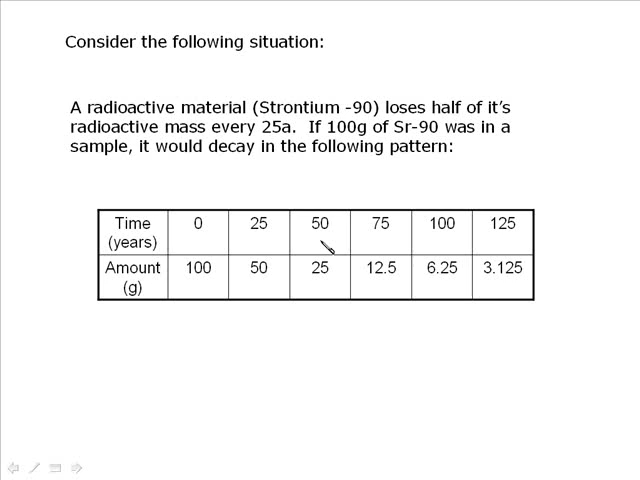 Consider the following situation:
A radioactive material (Strontium -90) loses half of it's
radioactive mass every 25a.  If 100g of Sr-90 was in a
sample, it would decay in the following pattern:
Time (years) 0 25 50 75 100 125
Amount (g) 100 50 25 12.5 6.25 3.125